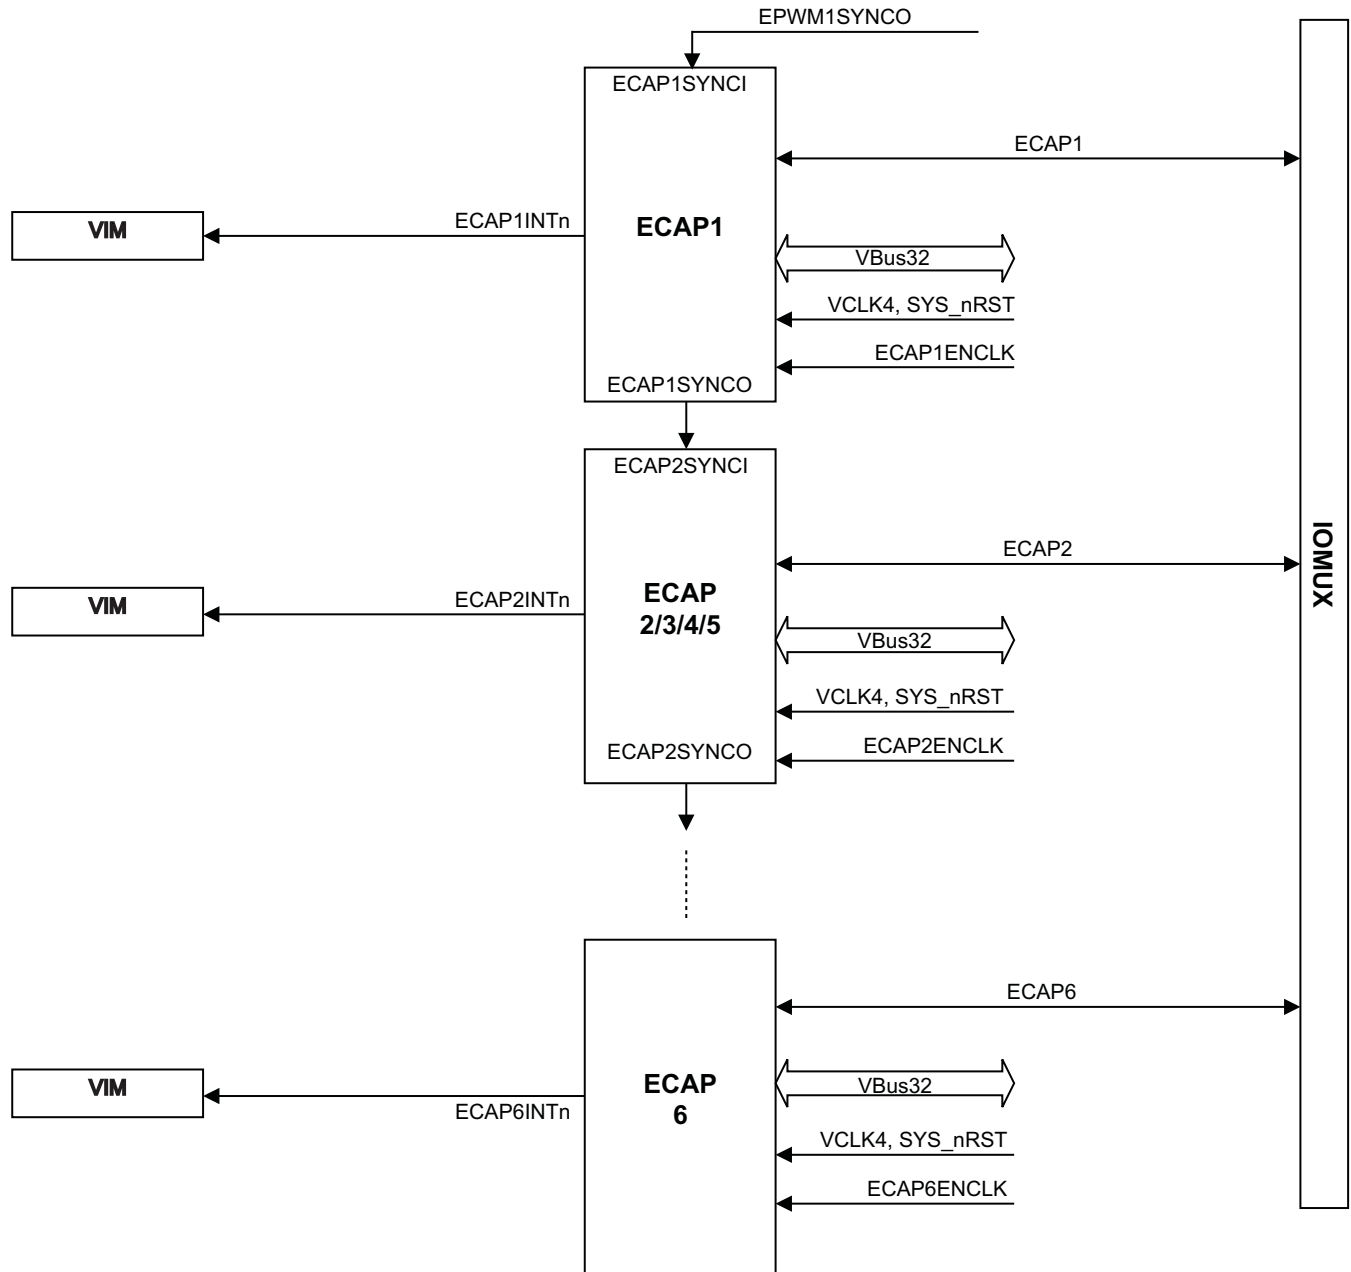 EPWM1SYNCO
ECAP1SYNCI
ECAP1
VIM
ECAP1INTn
ECAP1
VBus32
VCLK4, SYS_nRST
ECAP1ENCLK
ECAP1SYNCO
ECAP2SYNCI
IOMUX
ECAP2
VIM
ECAP2INTn
ECAP
2/3/4/5
VBus32
VCLK4, SYS_nRST
ECAP2ENCLK
ECAP2SYNCO
ECAP6
VIM
ECAP6INTn
ECAP
6
VBus32
VCLK4, SYS_nRST
ECAP6ENCLK